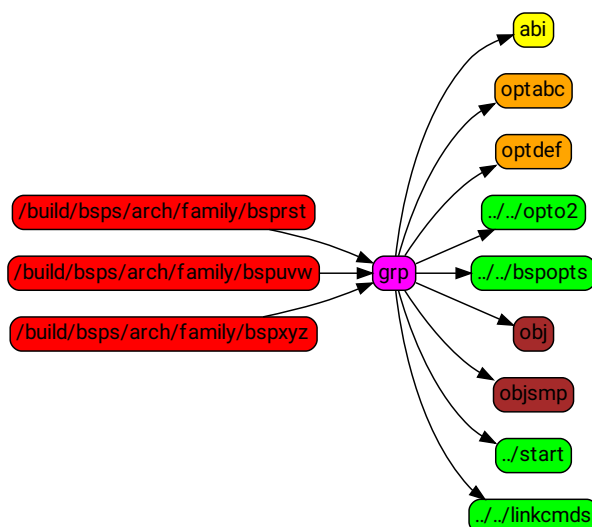 abi
optabc
optdef
/build/bsps/arch/family/bsprst
../../opto2
/build/bsps/arch/family/bspuvw
grp
../../bspopts
/build/bsps/arch/family/bspxyz
obj
objsmp
../start
../../linkcmds